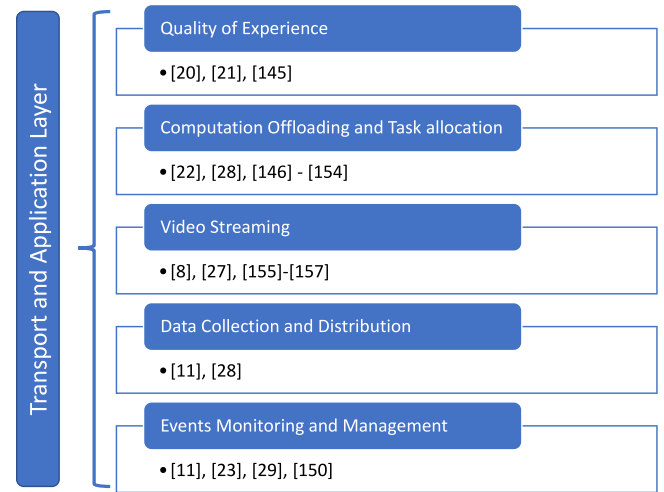 Transport and Application Layer
Quality of Experience
• [20], [21], [145]
Computation Offloading and Task allocation
• [22], [28], [146] - [154]
Video Streaming
• [8], [27], [155]-[157]
Data Collection and Distribution
• [11], [28]
Events Monitoring and Management
• [11], [23], [29], [150]